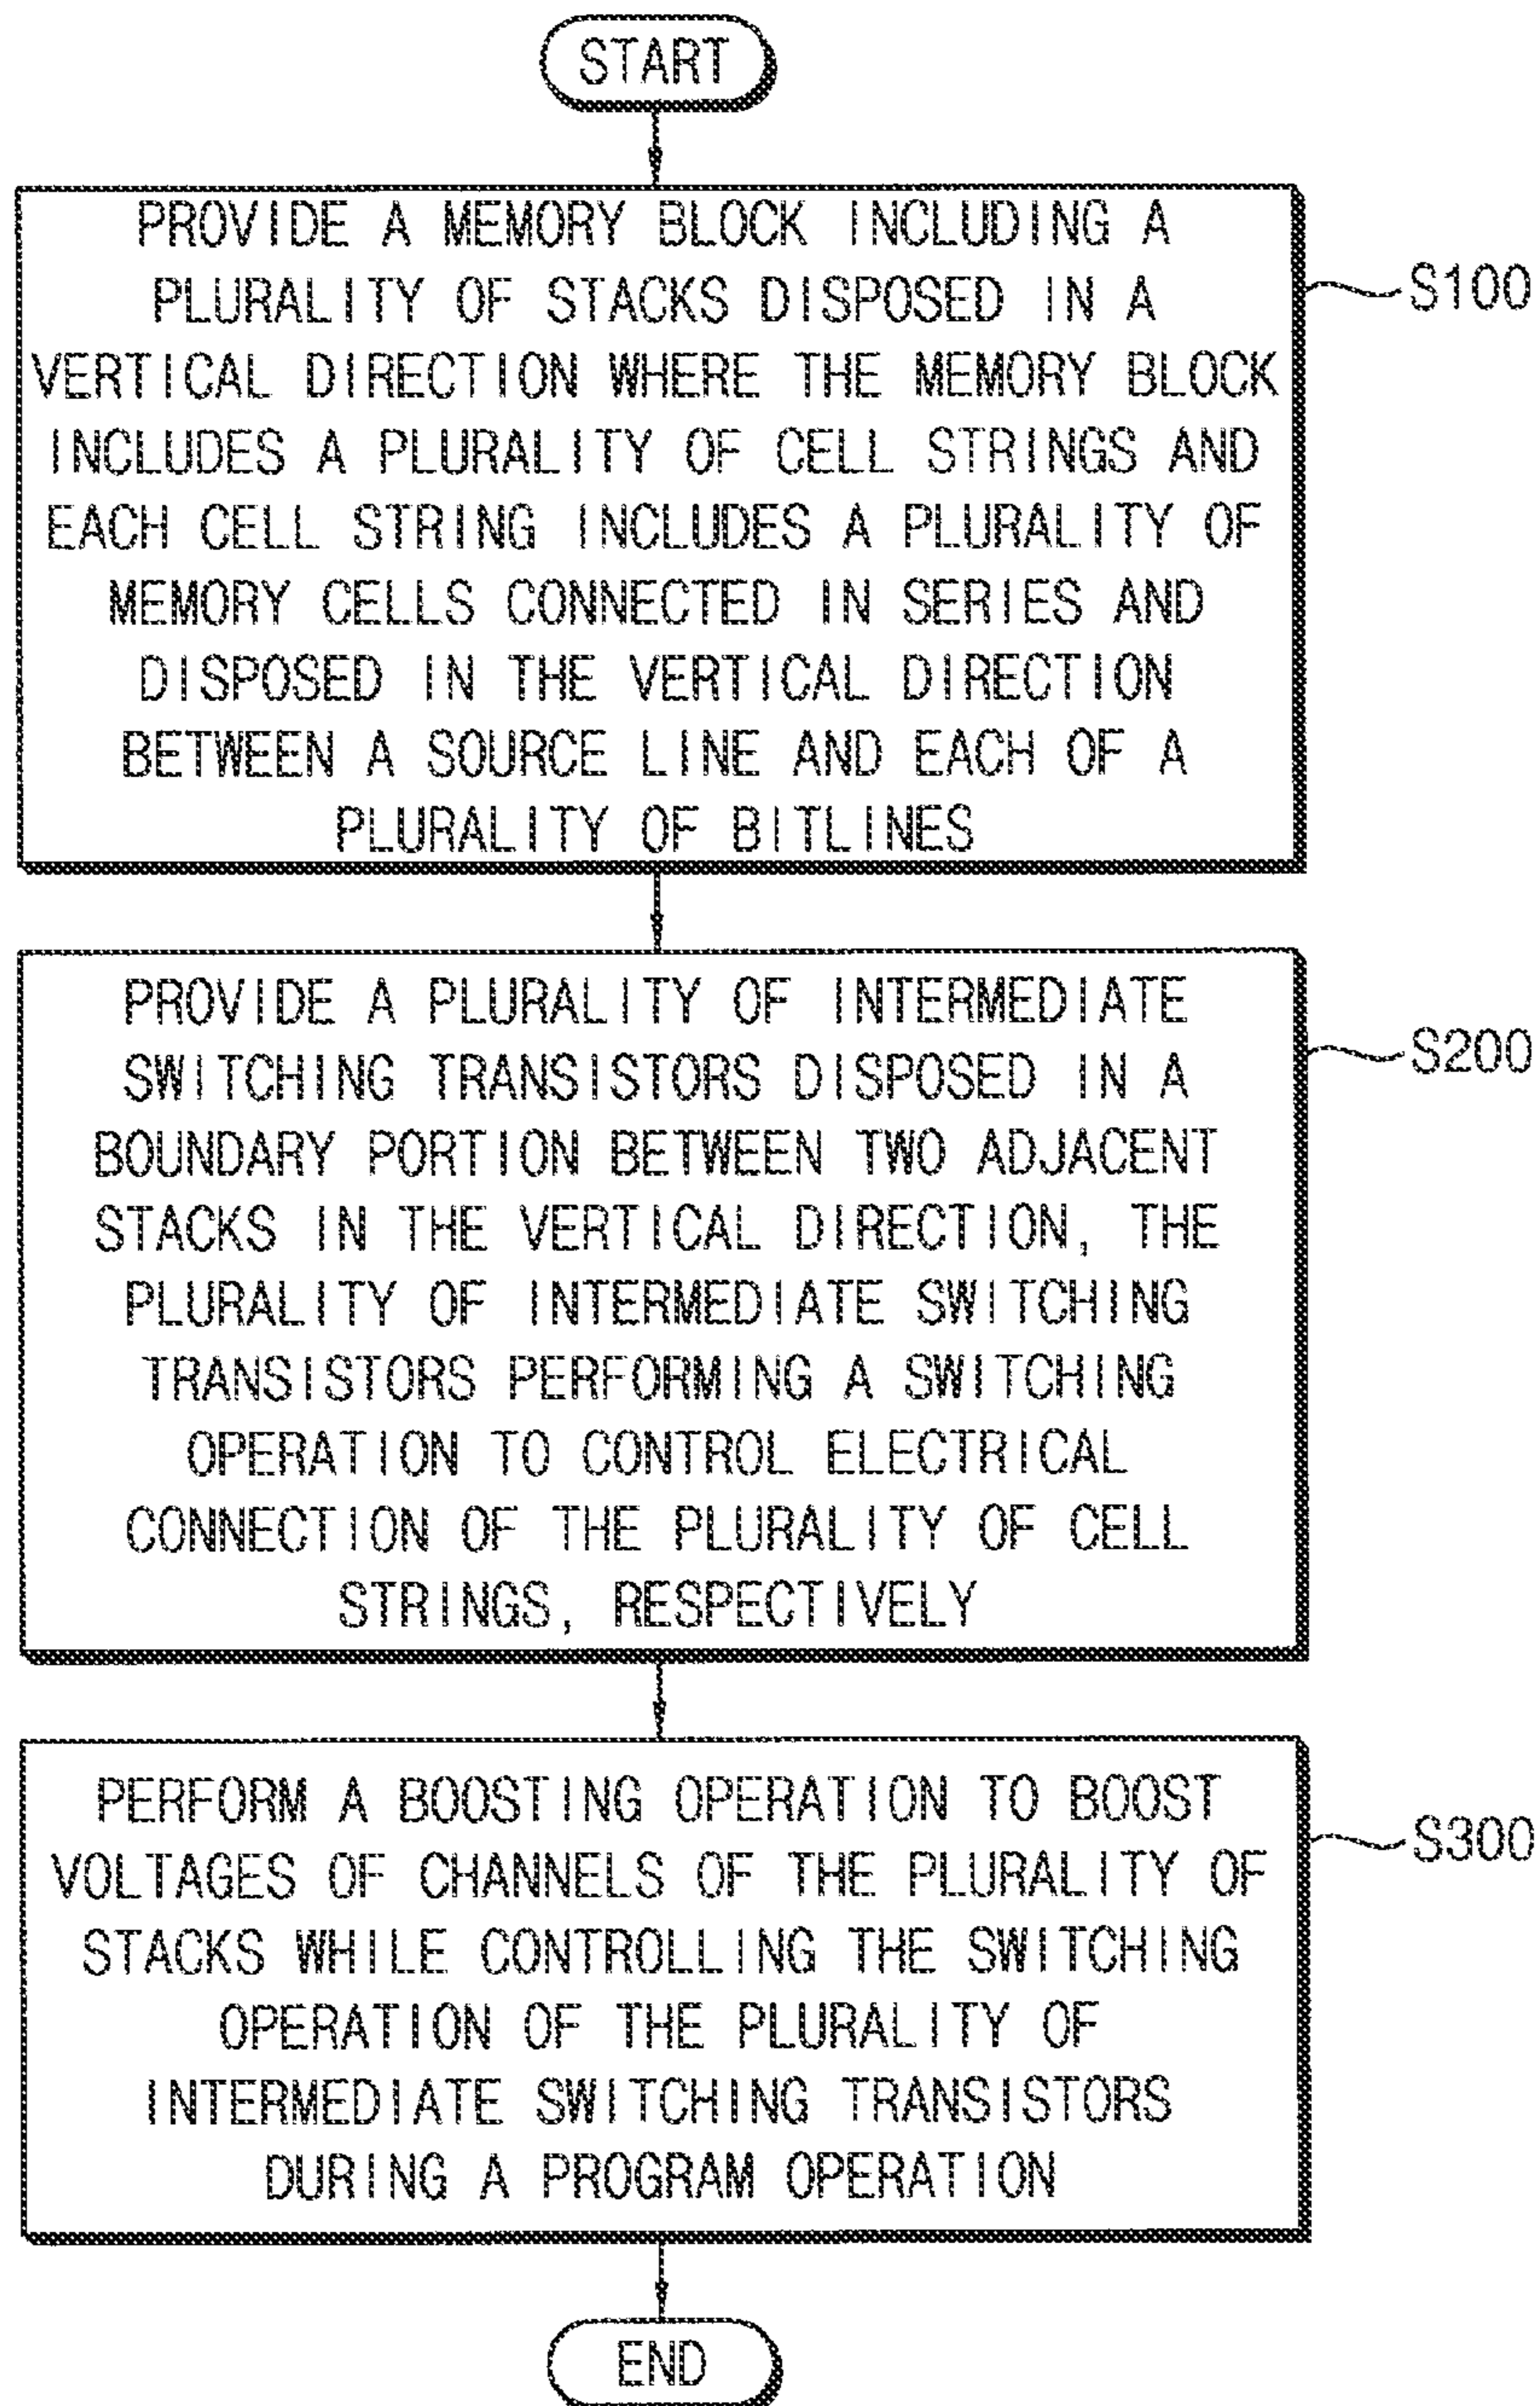 START
PROVIDE A MEMORY BLOCK INCLUDING A
PLURALITY OF STACKS DISPOSED IN A
VERTICAL DIRECTION WHERE THE MEMORY BLOCK
INCLUDES A PLURALITY OF CELL STRINGS AND
EACH CELL STRING INCLUDES A PLURALITY OF
MEMORY CELLS CONNECTED IN SERIES AND
DISPOSED IN THE VERTICAL DIRECTION
BETWEEN A SOURCE LINE AND EACH OF A
PLURALITY OF BITLINES
S100
PROVIDE A PLURALITY OF INTERMEDIATE
SWITCHING TRANSISTORS DISPOSED IN A
BOUNDARY PORTION BETWEEN TWO ADJACENT
STACKS IN THE VERTICAL DIRECTION, THE
PLURALITY OF INTERMEDIATE SWITCHING
TRANSISTORS PERFORMING A SWITCHING
OPERATION TO CONTROL ELECTRICAL
CONNECTION OF THE PLURALITY OF CELL
STRINGS, RESPECTIVELY
S200
PERFORM A BOOSTING OPERATION TO BOOST
VOLTAGES OF CHANNELS OF THE PLURALITY OF
STACKS WHILE CONTROLLING THE SWITCHING
OPERATION OF THE PLURALITY OF
INTERMEDIATE SWITCHING TRANSISTORS
DURING A PROGRAM OPERATION
S300
END